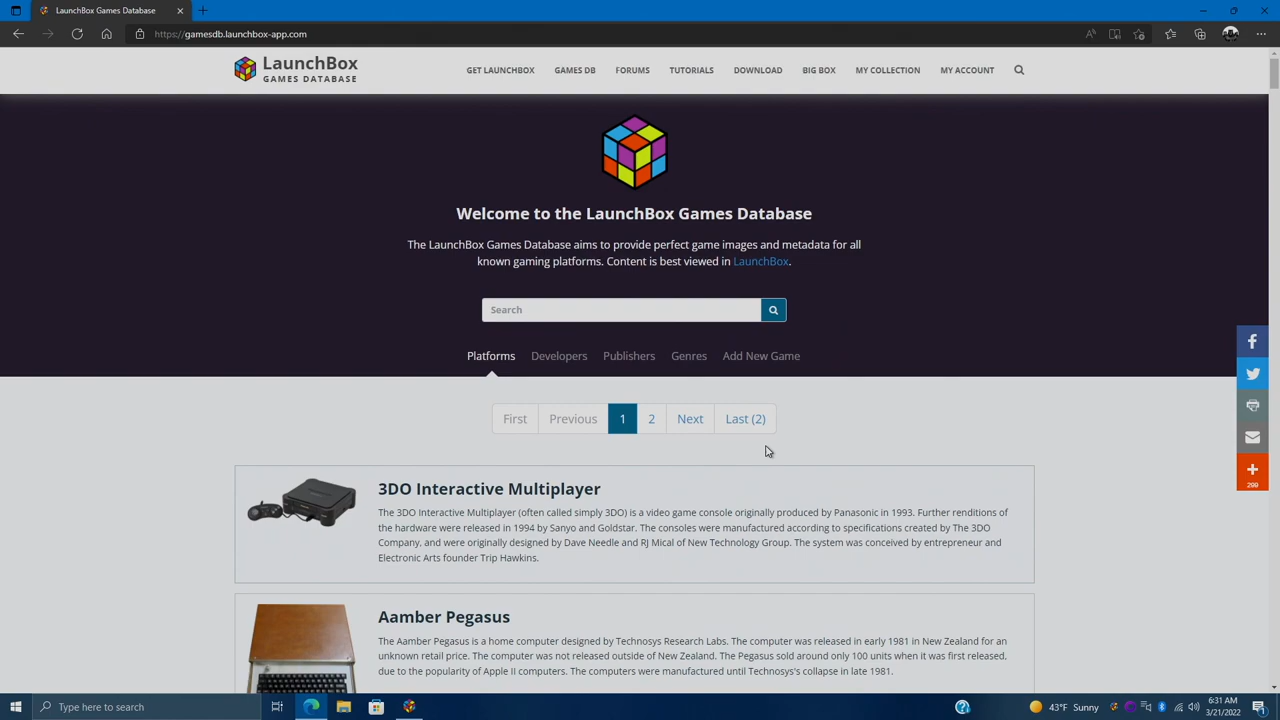 LaunchBox Games Database
https://gamesdb.launchbox-app.com
LaunchBox
GAMES DATABASE
GET LAUNCHBOX
GAMES DB
FORUMS
TUTORIALS
DOWNLOAD
BIG BOX
MY COLLECTION
MY ACCOUNT
Welcome to the LaunchBox Games Database
The LaunchBox Games Database aims to provide perfect game images and metadata for all
known gaming platforms. Content is best viewed in LaunchBox.
Search
Platforms
Developers
Publishers
Genres
Add New Game
First
Previous
1
2
Next
Last (2)
299
3DO Interactive Multiplayer
The 3DO Interactive Multiplayer (often called simply 3DO) is a video game console originally produced by Panasonic in 1993. Further renditions
of the hardware were released in 1994 by Sanyo and Goldstar. The consoles were manufactured according to specifications created by The 3DO
Company, and were originally designed by Dave Needle and RJ Mical of New Technology Group. The system was conceived by entrepreneur and
Electronic Arts founder Trip Hawkins.
Aamber Pegasus
The Aamber Pegasus is a home computer designed by Technosys Research Labs. The computer was released in early 1981 in New Zealand for an
unknown retail price. The computer was not released outside of New Zealand. The Pegasus sold around only 100 units when it was first released,
due to the popularity of Apple II computers. The computers were manufactured until Technosys's collapse in late 1981.
Type here to search
43°F Sunny
6:31 AM
3/21/2022
1